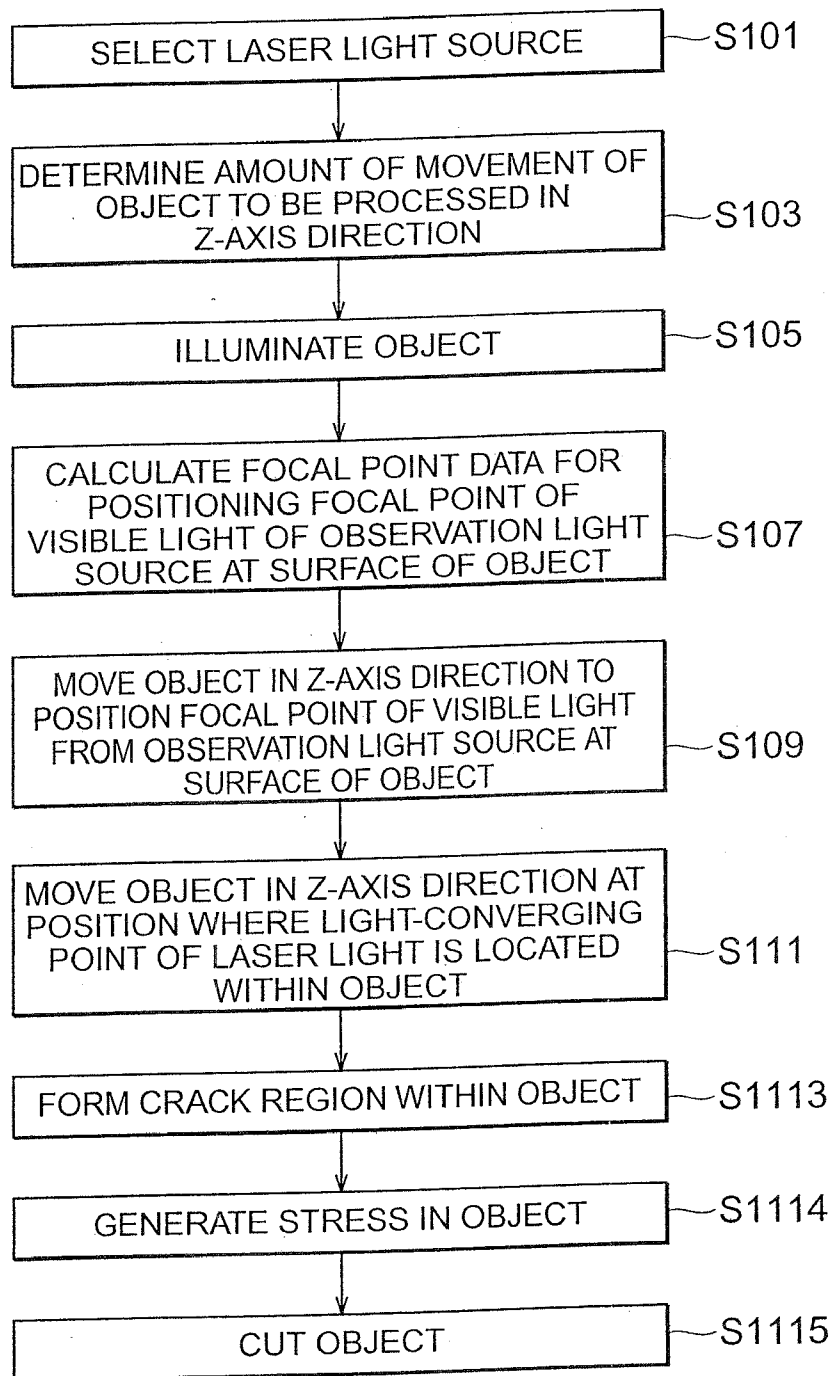 SELECT LASER LIGHT SOURCE
S101
DETERMINE AMOUNT OF MOVEMENT OF
OBJECT TO BE PROCESSED IN
Z-AXIS DIRECTION
S103
ILLUMINATE OBJECT
S105
CALCULATE FOCAL POINT DATA FOR
POSITIONING FOCAL POINT OF
VISIBLE LIGHT OF OBSERVATION LIGHT
SOURCE AT SURFACE OF OBJECT
S107
MOVE OBJECT IN Z-AXIS DIRECTION TO
POSITION FOCAL POINT OF VISIBLE LIGHT
FROM OBSERVATION LIGHT SOURCE AT
SURFACE OF OBJECT
S109
MOVE OBJECT IN Z-AXIS DIRECTION AT
POSITION WHERE LIGHT-CONVERGING
POINT OF LASER LIGHT IS LOCATED
WITHIN OBJECT
S111
FORM CRACK REGION WITHIN OBJECT
S1113
GENERATE STRESS IN OBJECT
S1114
CUT OBJECT
S1115